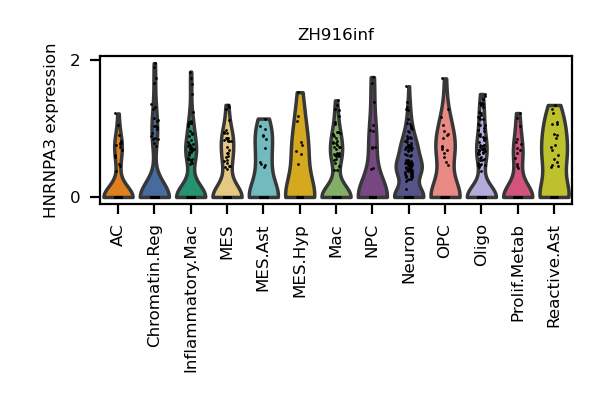 ZH916inf
HNRNPA3 expression
2
0
AC
Chromatin.Reg
Inflammatory.Mac
MES
MES.Ast
MES.Hyp
Mac
NPC
Neuron
OPC
Oligo
Prolif.Metab
Reactive.Ast